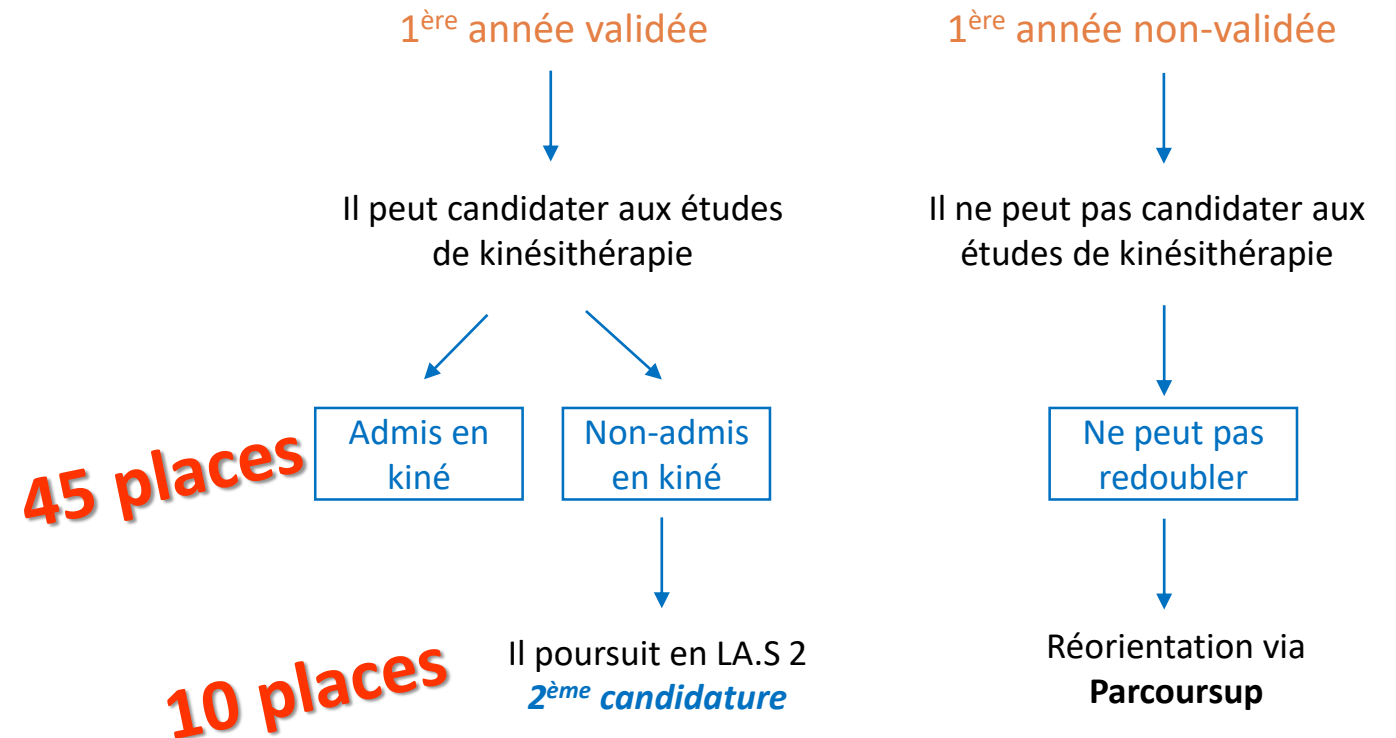 1ère année validée
1ère année non-validée
Il peut candidater aux études
de kinésithérapie
Il ne peut pas candidater aux
études de kinésithérapie
45 places
Admis en
kiné
Non-admis
en kiné
Ne peut pas
redoubler
10 places
Il poursuit en LA.S 2
2ème candidature
Réorientation via
Parcoursup